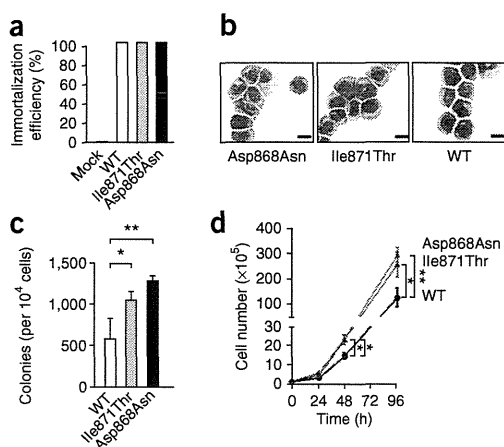 a
Immortalization
efficiency (%)
100
80
60
40
20
0
Mock
WT
Ile871Thr
Asp868Asn
b
Asp868Asn
Ile871Thr
WT
c
Colonies (per 10⁴ cells)
1,500
1,000
500
0
*
**
WT
Ile871Thr
Asp868Asn
d
Cell number (×10⁵)
400
300
200
100
30
20
10
0
Asp868Asn
Ile871Thr
WT
*
**
*
*
0 24 48 72 96
Time (h)